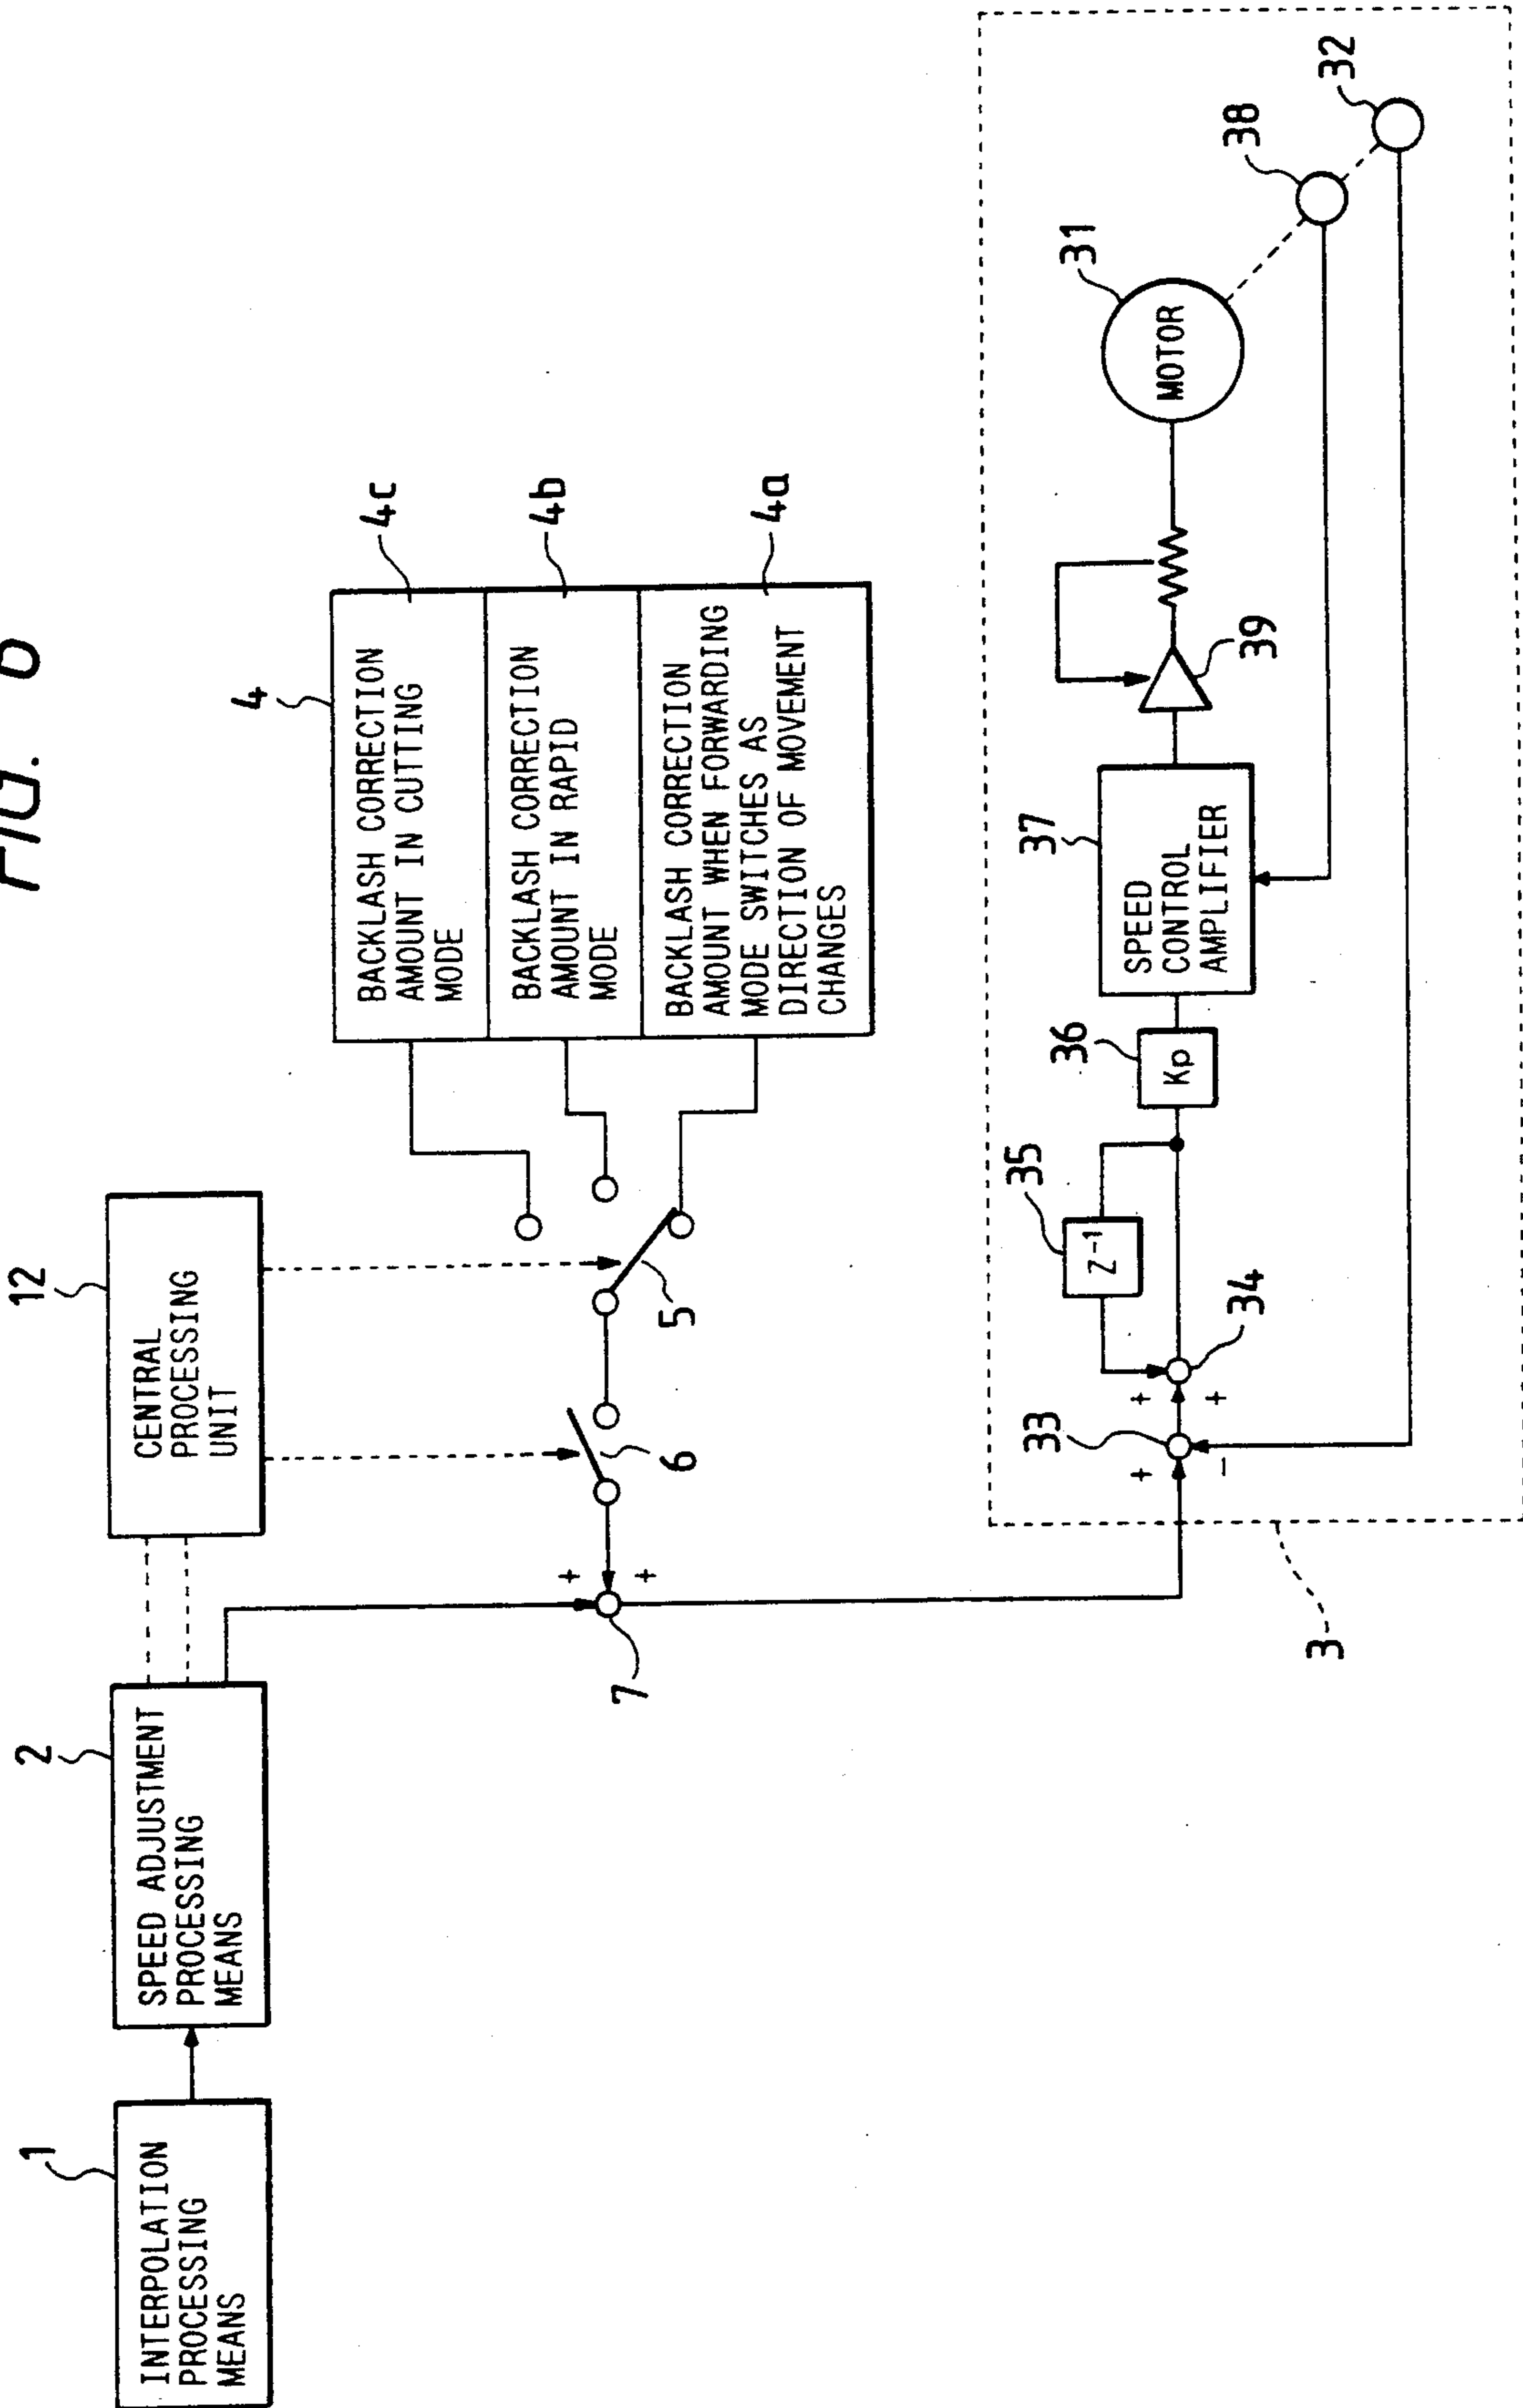 FIG. 6
1
INTERPOLATION
PROCESSING
MEANS
2
SPEED ADJUSTMENT
PROCESSING
MEANS
12
CENTRAL
PROCESSING
UNIT
4
BACKLASH CORRECTION
AMOUNT IN CUTTING
MODE
4c
BACKLASH CORRECTION
AMOUNT IN RAPID
MODE
4b
BACKLASH CORRECTION
AMOUNT WHEN FORWARDING
MODE SWITCHES AS
DIRECTION OF MOVEMENT
CHANGES
4a
5
6
7
+
+
3
33
+
-
34
+
+
35
Z⁻¹
36
Kp
37
SPEED
CONTROL
AMPLIFIER
39
31
MOTOR
38
32